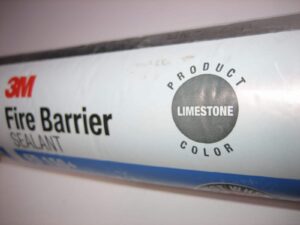 3M
Fire Barrier
SEALANT
PRODUCT
LIMESTONE
COLOR